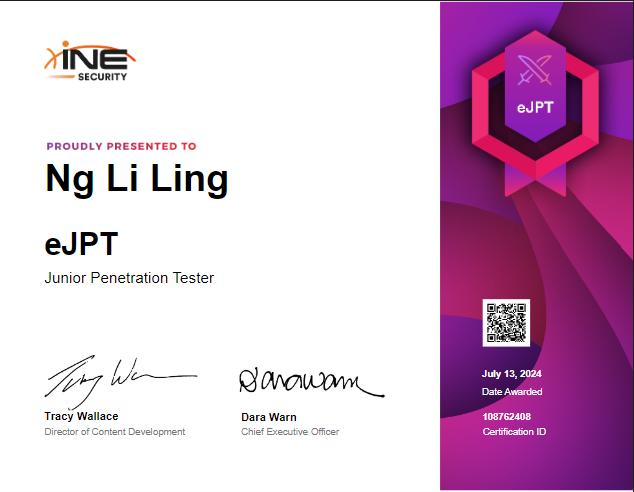 INE
SECURITY
eJPT
PROUDLY PRESENTED TO
Ng Li Ling
eJPT
Junior Penetration Tester
Tracy Wallace
Director of Content Development
Dara Warn
Chief Executive Officer
July 13, 2024
Date Awarded
108762408
Certification ID